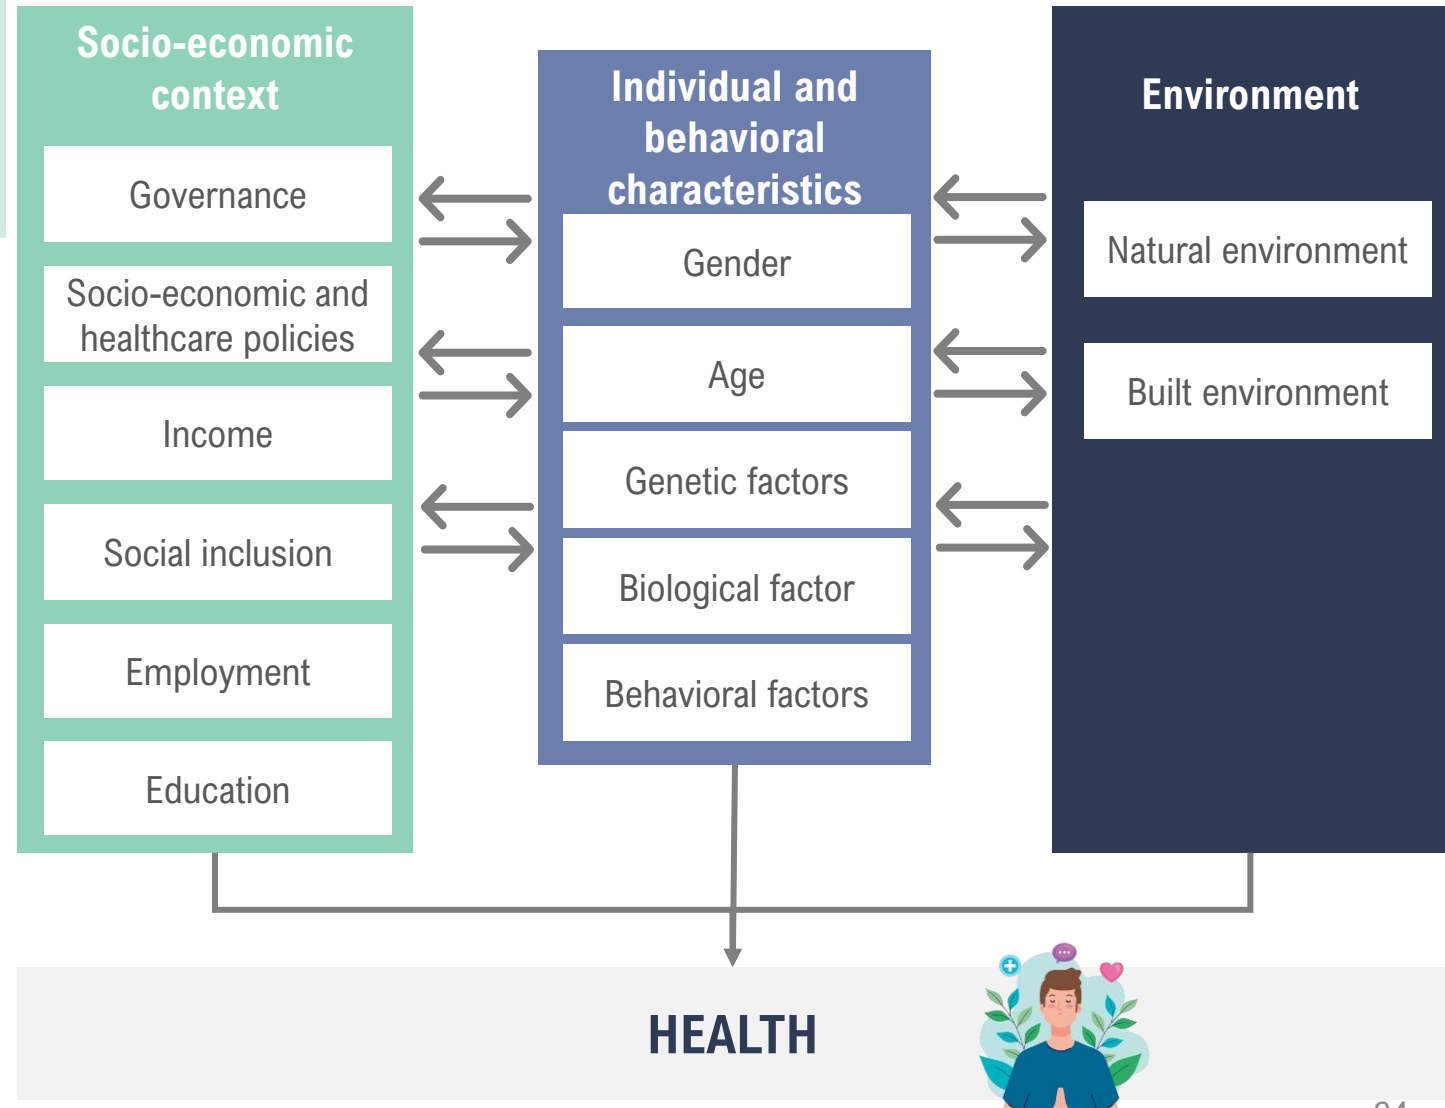 Socio-economic
context
Governance
Socio-economic and
healthcare policies
Income
Social inclusion
Employment
Education
Individual and
behavioral
characteristics
Gender
Age
Genetic factors
Biological factor
Behavioral factors
Environment
Natural environment
Built environment
HEALTH